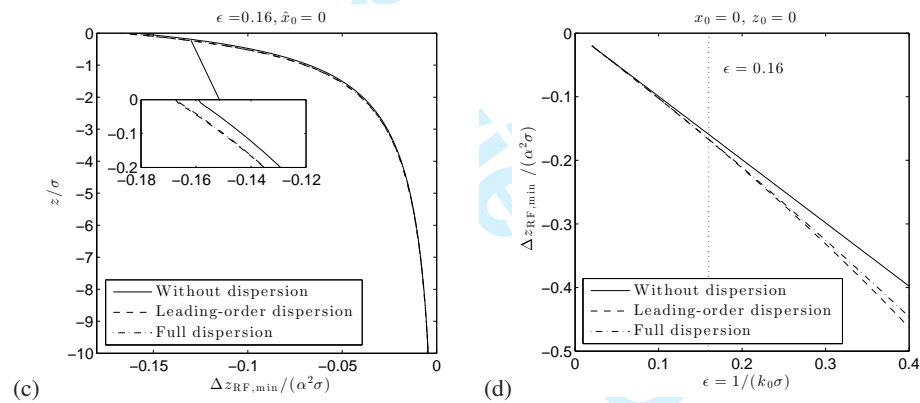 ϵ =0.16, x̂₀ = 0
0
−1
−2
−3
−4
−5
−6
−7
−8
−9
−10
z/σ
0
−0.1
−0.2
−0.18 −0.16 −0.14 −0.12
Without dispersion
Leading-order dispersion
Full dispersion
−0.15 −0.1 −0.05 0
(c) Δz_RF,min/(α²σ)
x₀ = 0, z₀ = 0
0
−0.1
−0.2
−0.3
−0.4
−0.5
Δz_RF,min/(α²σ)
ϵ = 0.16
Without dispersion
Leading-order dispersion
Full dispersion
0 0.1 0.2 0.3 0.4
(d) ϵ = 1/(k₀σ)